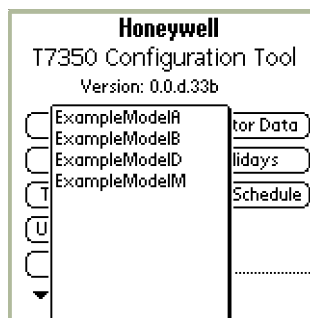 Honeywell
T7350 Configuration Tool
Version: 0.0.d.33b
ExampleModelA
ExampleModelB
ExampleModelD
ExampleModelM
tor Data
lidays
T
Schedule
U